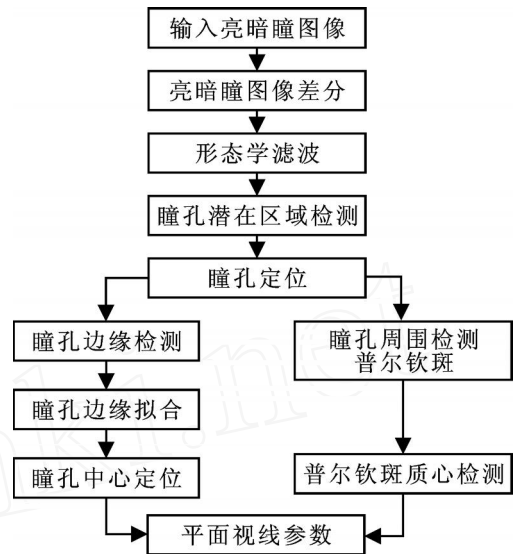 输入亮暗瞳图像
亮暗瞳图像差分
形态学滤波
瞳孔潜在区域检测
瞳孔定位
瞳孔边缘检测
瞳孔边缘拟合
瞳孔中心定位
瞳孔周围检测
普尔钦斑
普尔钦斑质心检测
平面视线参数